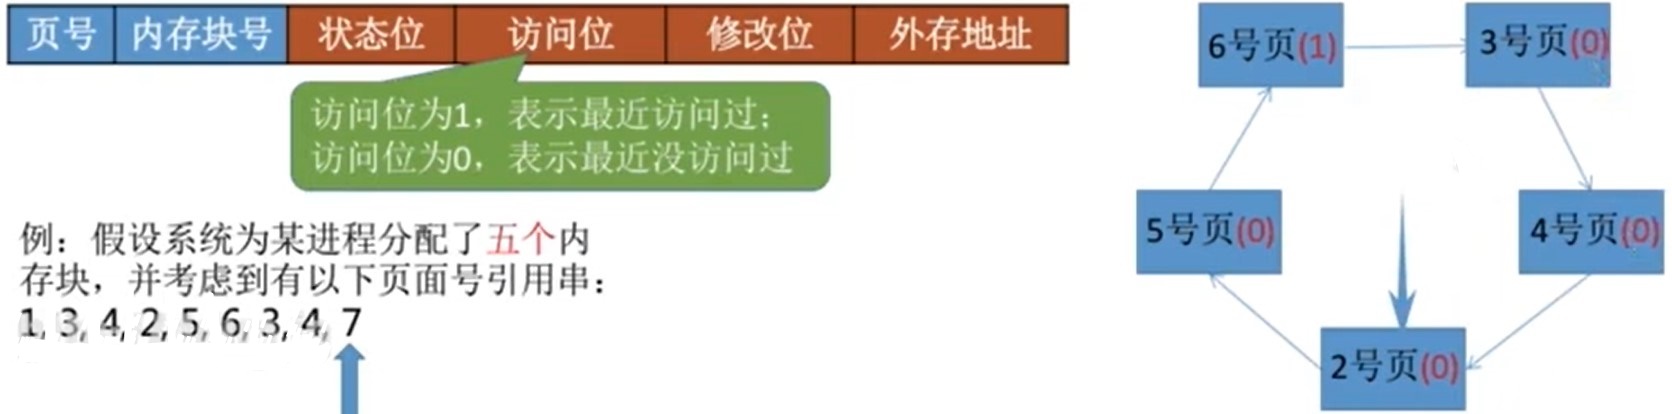 页号 内存块号 状态位 访问位 修改位 外存地址
访问位为1，表示最近访问过；
访问位为0，表示最近没访问过
例：假设系统为某进程分配了五个内
存块，并考虑到有以下页面号引用串：
1, 3, 4, 2, 5, 6, 3, 4, 7
6号页(1)
3号页(0)
5号页(0)
4号页(0)
2号页(0)